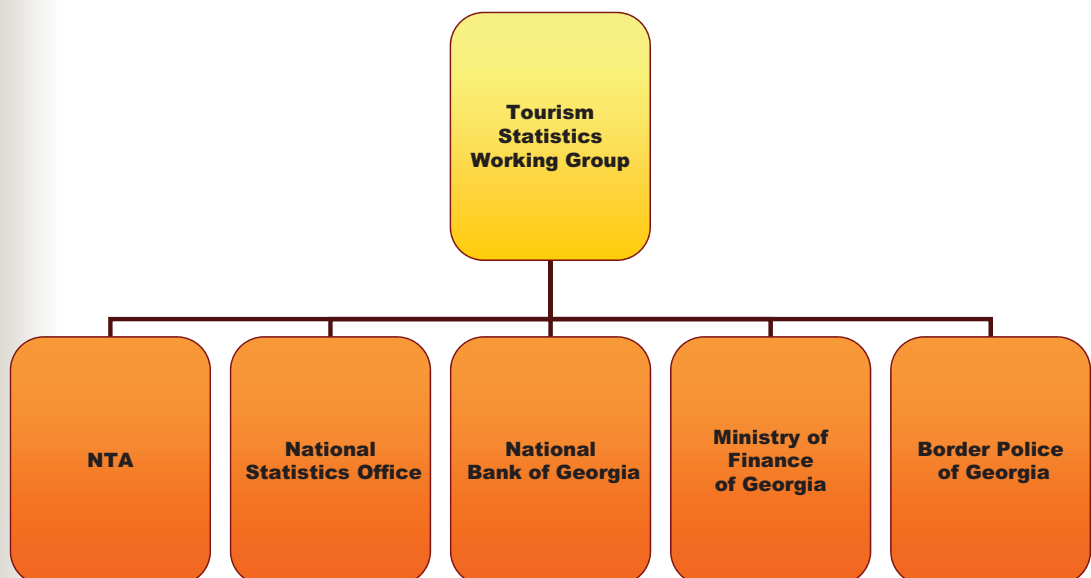 Tourism
Statistics
Working Group
NTA
National
Statistics Office
National
Bank of Georgia
Ministry of
Finance
of Georgia
Border Police
of Georgia